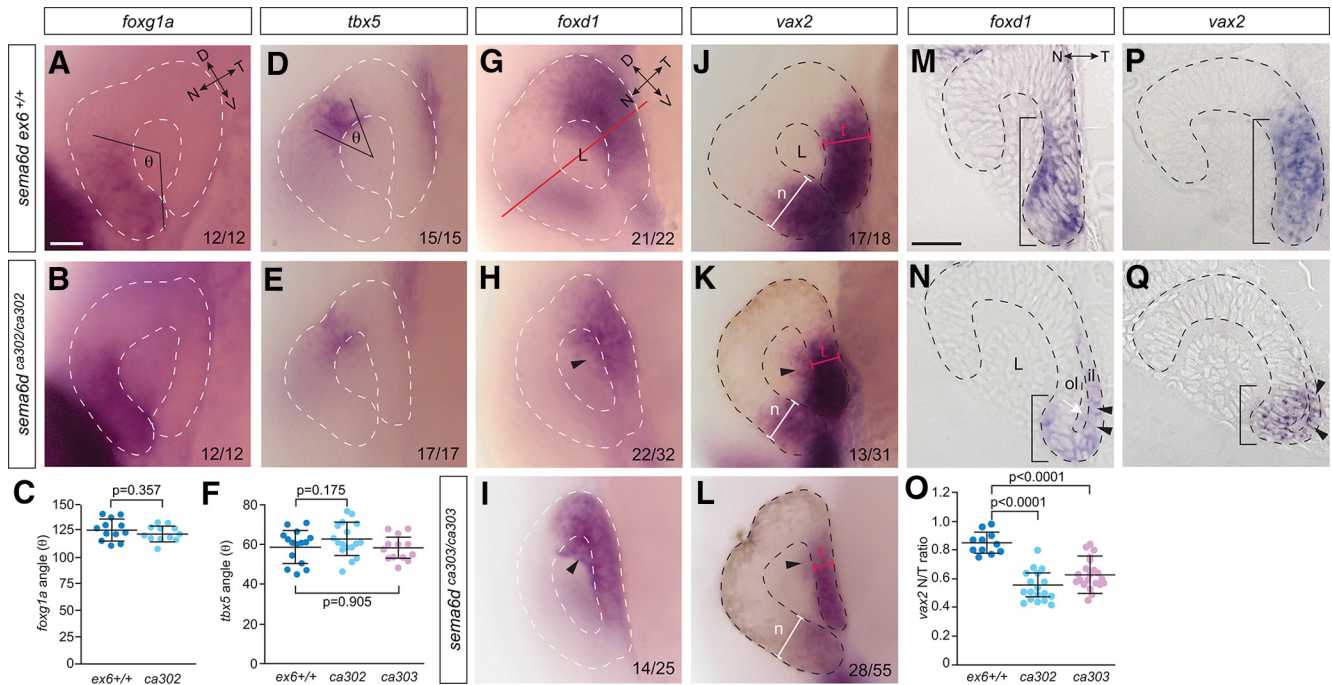 foxg1a
tbx5
foxd1
vax2
foxd1
vax2
sema6d ex6 +/+
A
D
T
N
V
θ
12/12
D
θ
15/15
G
D
T
N
V
L
21/22
J
L
t
n
17/18
M
N
T
P
sema6d ca302/ca302
B
12/12
E
17/17
H
22/32
K
t
n
13/31
N
L
ol
il
Q
C
p=0.357
foxg1a angle (θ)
150
125
100
75
50
25
0
ex6+/+
ca302
F
p=0.175
p=0.905
tbx5 angle (θ)
80
60
40
20
0
ex6+/+
ca302
ca303
sema6d ca303/ca303
I
14/25
L
t
n
28/55
O
p<0.0001
p<0.0001
vax2 N/T ratio
1.2
1.0
0.8
0.6
0.4
0.2
0
ex6+/+
ca302
ca303